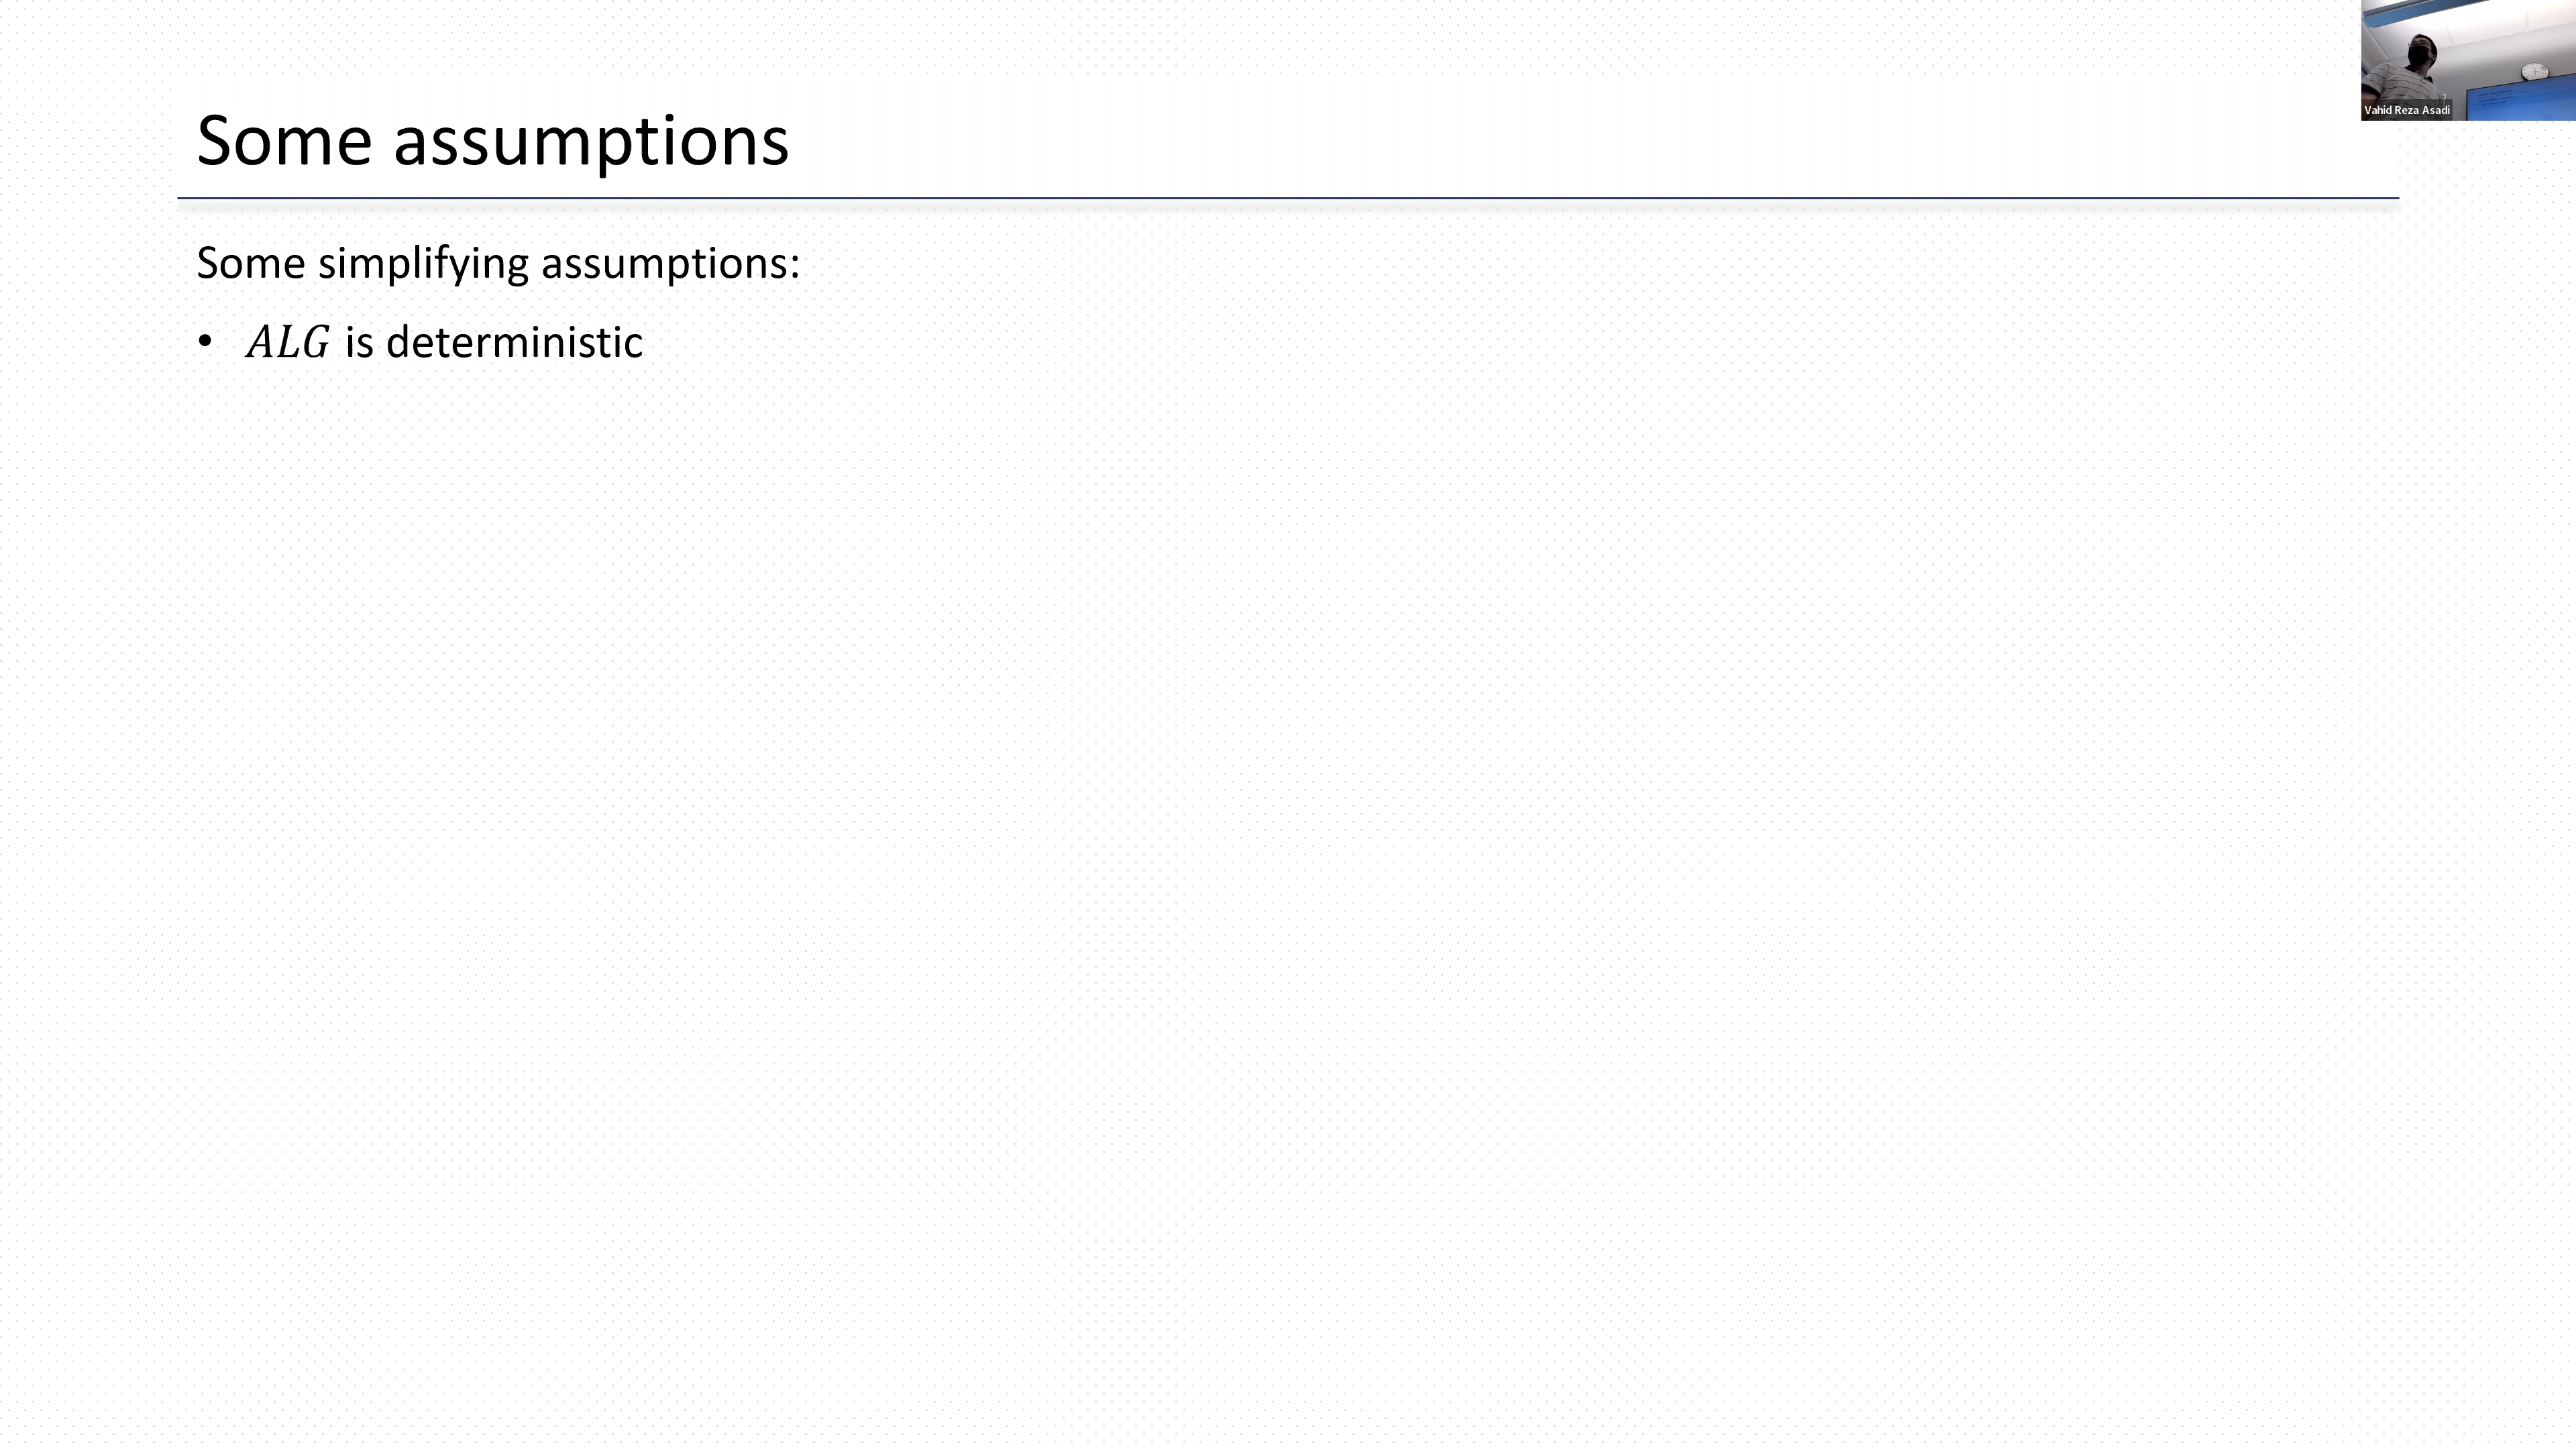 Some assumptions
Some simplifying assumptions:
• ALG is deterministic
Vahid Reza Asadi